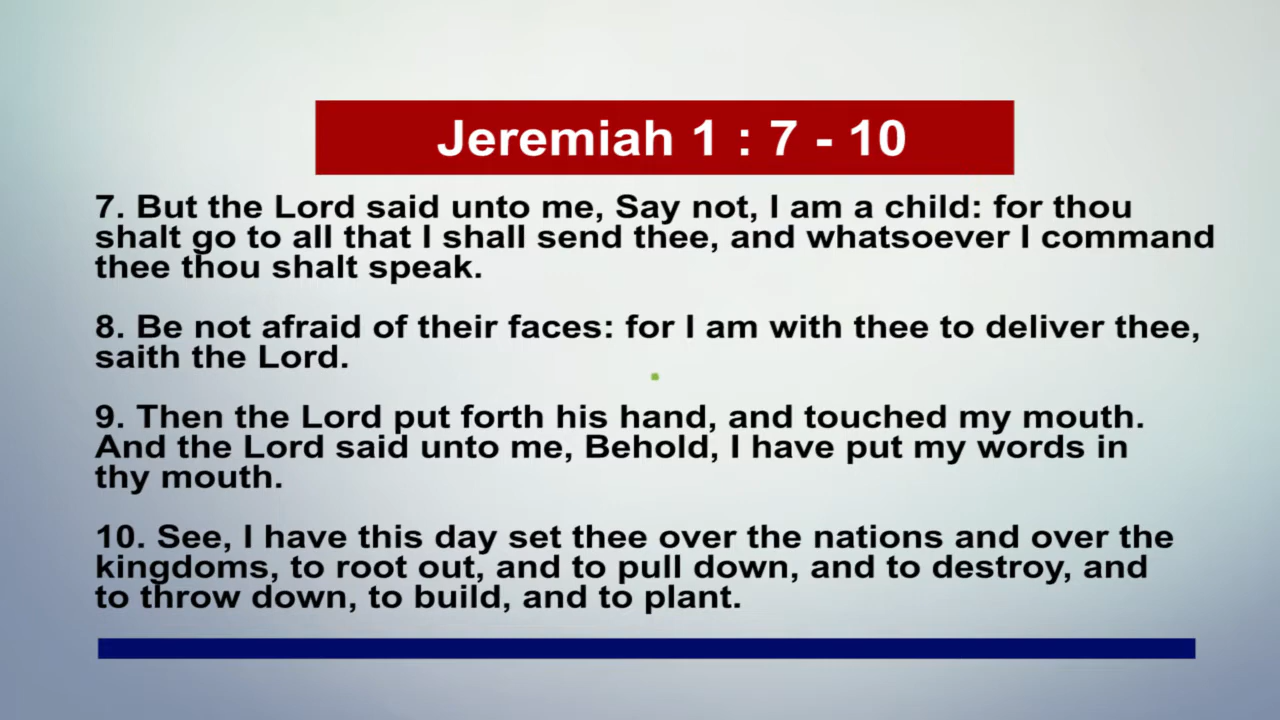 Jeremiah 1 : 7 - 10
7. But the Lord said unto me, Say not, I am a child: for thou
shalt go to all that I shall send thee, and whatsoever I command
thee thou shalt speak.
8. Be not afraid of their faces: for I am with thee to deliver thee,
saith the Lord.
9. Then the Lord put forth his hand, and touched my mouth.
And the Lord said unto me, Behold, I have put my words in
thy mouth.
10. See, I have this day set thee over the nations and over the
kingdoms, to root out, and to pull down, and to destroy, and
to throw down, to build, and to plant.